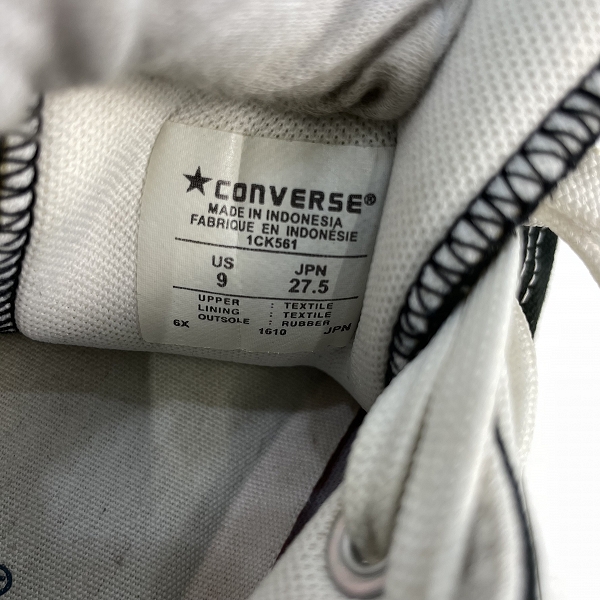 ★CONVERSE®
MADE IN INDONESIA
FABRIQUE EN INDONESIE
1CK561
US JPN
9 27.5
UPPER : TEXTILE
LINING : TEXTILE
OUTSOLE : RUBBER
6X 1610 JPN